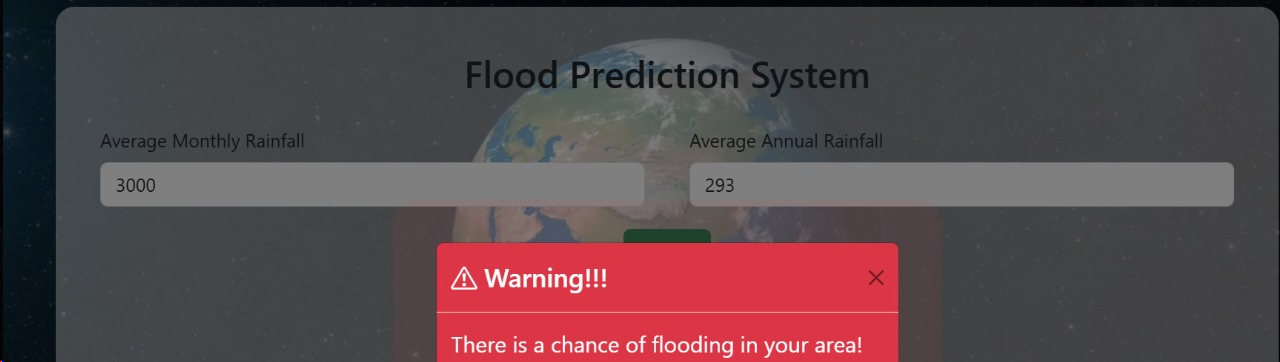 Flood Prediction System
Average Monthly Rainfall
Average Annual Rainfall
3000
293
Warning!!!
There is a chance of flooding in your area!